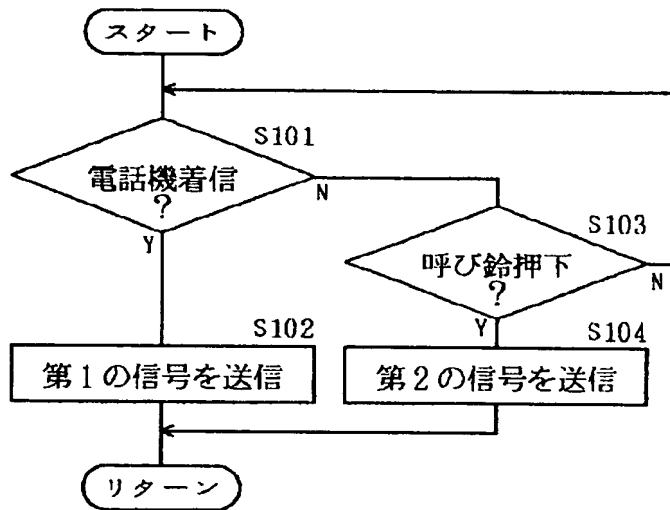 スタート
S101
電話機着信
?
N
Y
S103
呼び鈴押下
?
N
Y
S102
第1の信号を送信
S104
第2の信号を送信
リターン